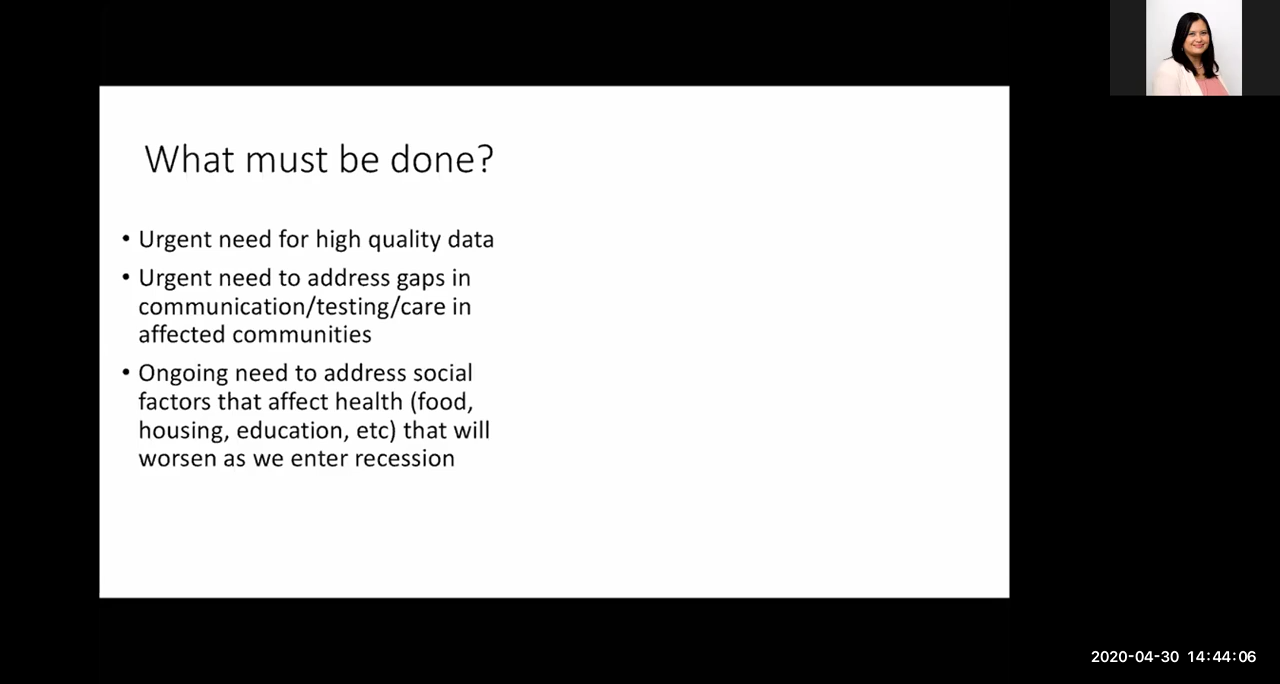 What must be done?
• Urgent need for high quality data
• Urgent need to address gaps in
communication/testing/care in
affected communities
• Ongoing need to address social
factors that affect health (food,
housing, education, etc) that will
worsen as we enter recession
2020-04-30 14:44:06